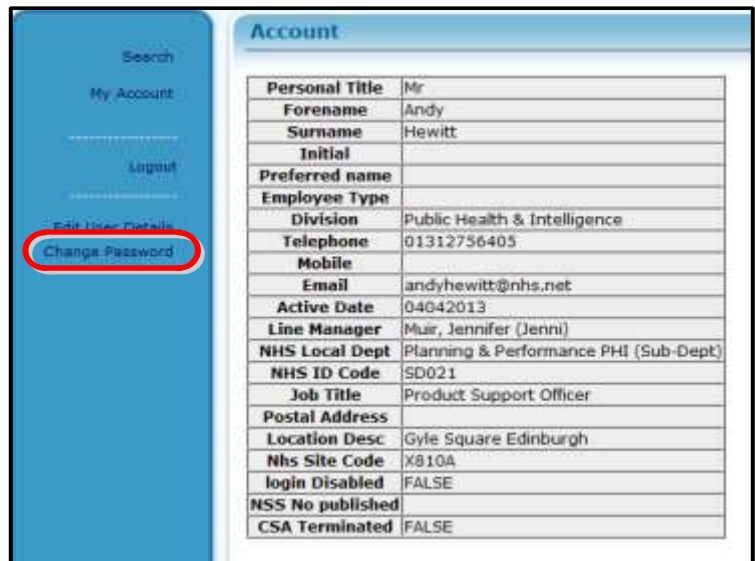 Search
My Account
Logout
Edit User Details
Change Password
Account
Personal Title Mr
Forename Andy
Surname Hewitt
Initial
Preferred name
Employee Type
Division Public Health & Intelligence
Telephone 01312756405
Mobile
Email andyhewitt@nhs.net
Active Date 04042013
Line Manager Muir, Jennifer (Jenni)
NHS Local Dept Planning & Performance PHI (Sub-Dept)
NHS ID Code SD021
Job Title Product Support Officer
Postal Address
Location Desc Gyle Square Edinburgh
Nhs Site Code X810A
login Disabled FALSE
NSS No published
CSA Terminated FALSE